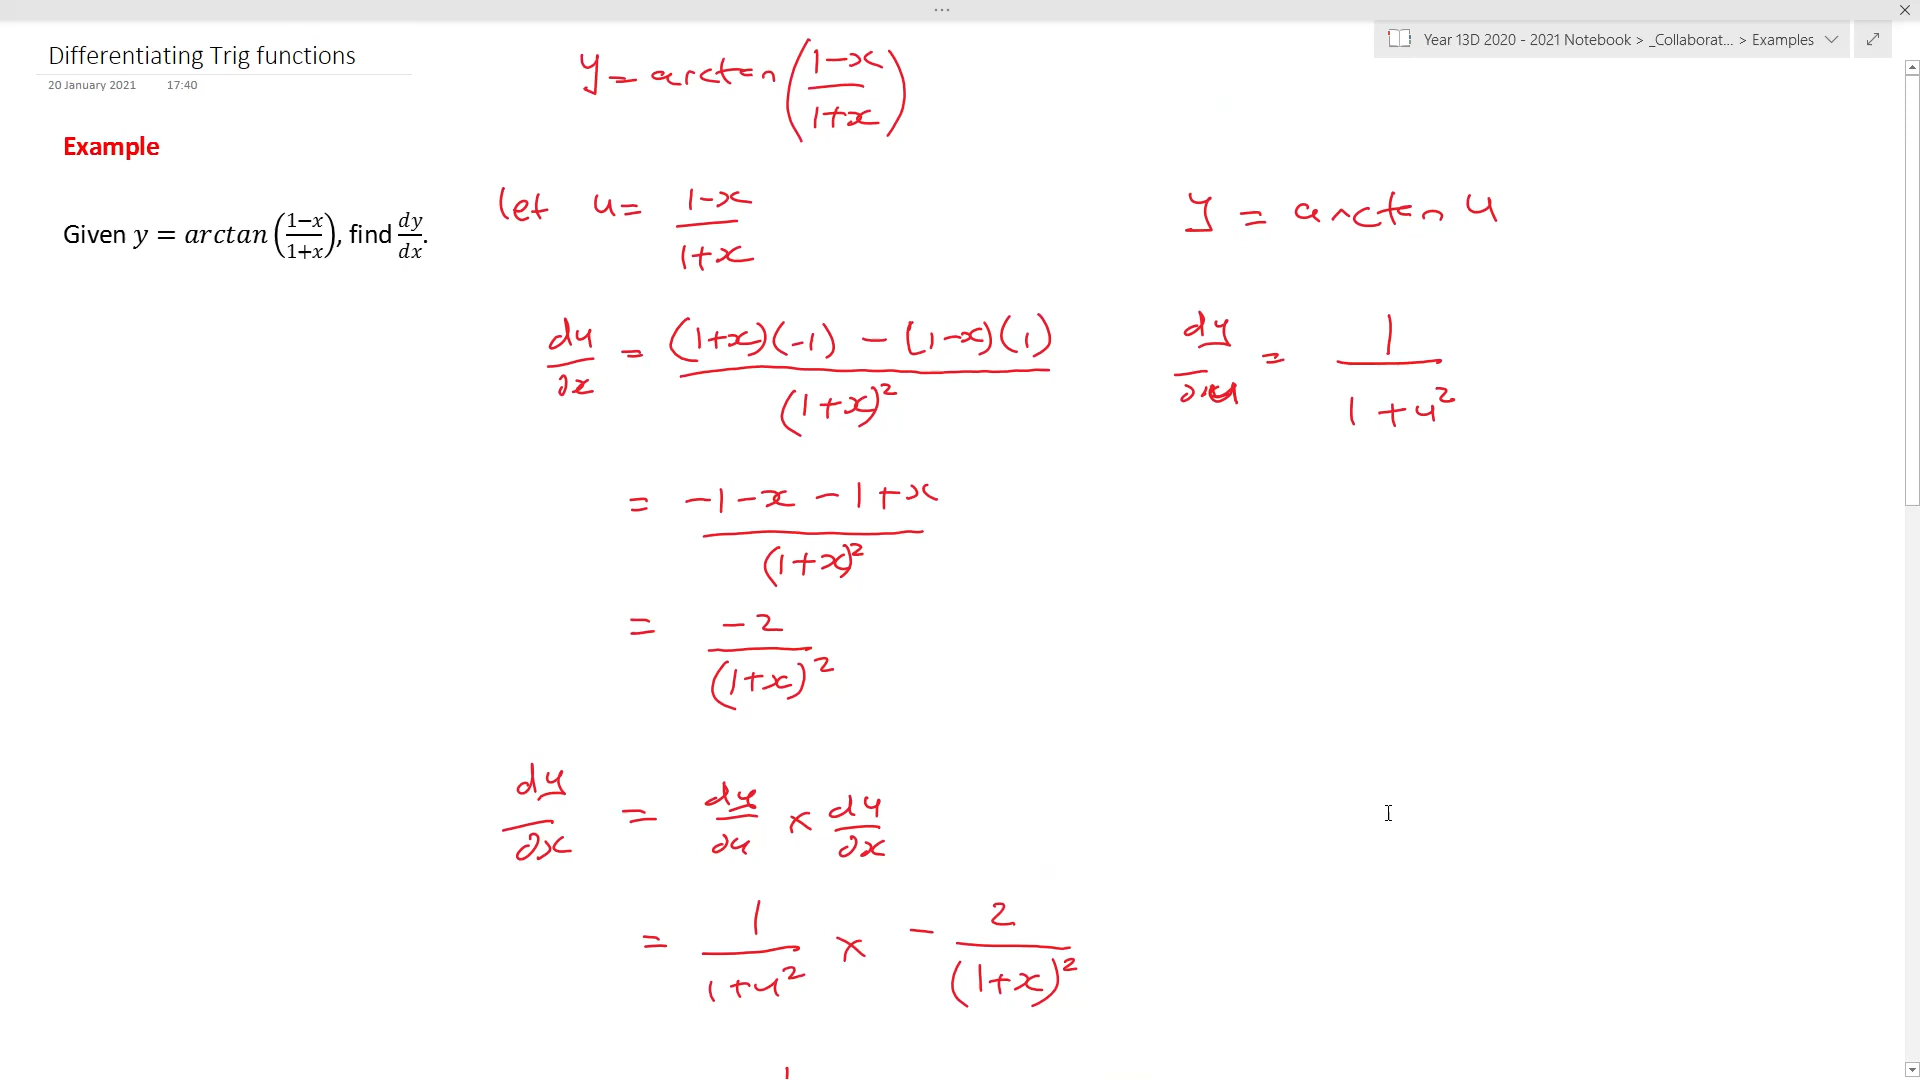 Differentiating Trig functions
20 January 2021 17:40
Year 13D 2020 - 2021 Notebook > _Collaborat... > Examples
Example
Given y = arctan((1−x)/(1+x)), find dy/dx.
y = arctan((1-x)/(1+x))
let u = (1-x)/(1+x)
y = arctan u
du/dx = ((1+x)(-1) - (1-x)(1))/(1+x)²
dy/du = 1/(1+u²)
= (-1-x-1+x)/(1+x)²
= -2/(1+x)²
dy/dx = dy/du × du/dx
= 1/(1+u²) × - 2/(1+x)²